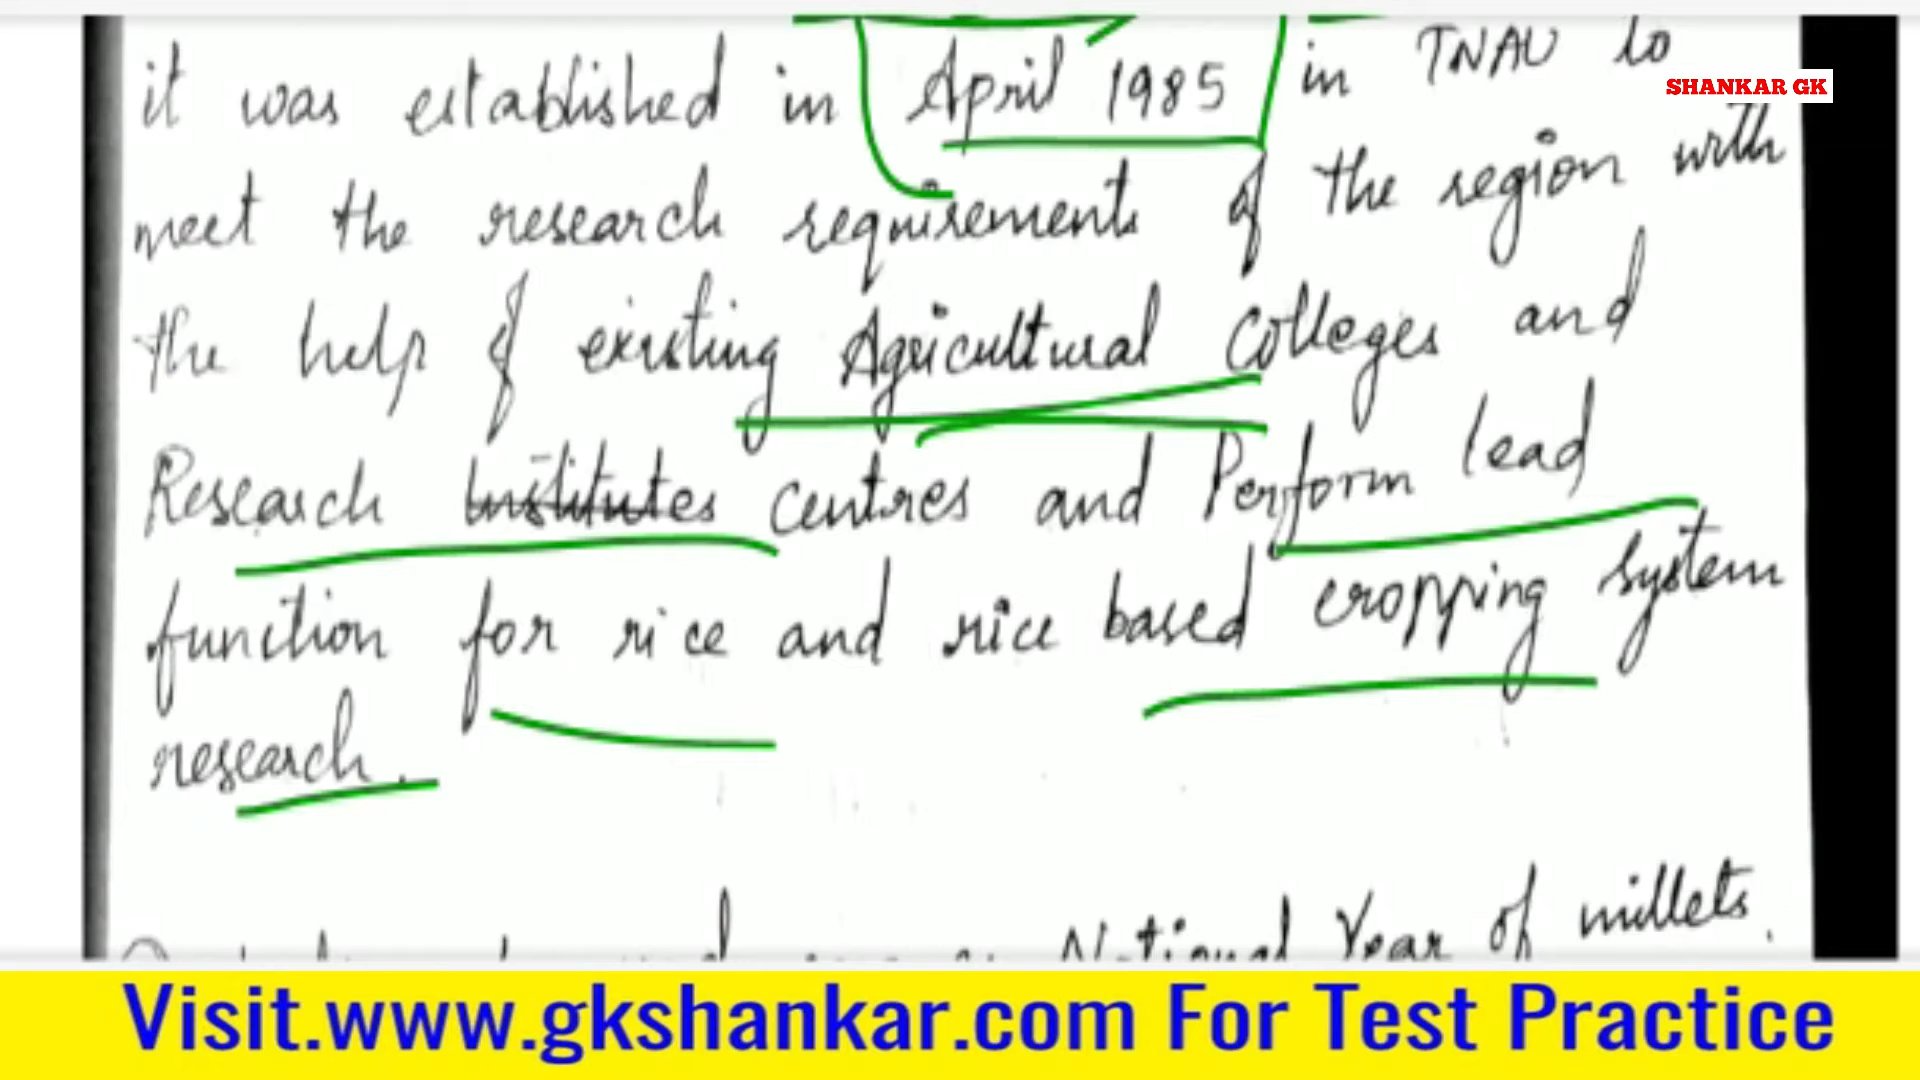 it was established in April 1985 in TNAU to
SHANKAR GK
meet the research requirements of the region with
the help of existing Agricultural Colleges and
Research Institutes Centres and Perform lead
function for rice and rice based cropping system
research.
National Year of millets.
Visit.www.gkshankar.com For Test Practice